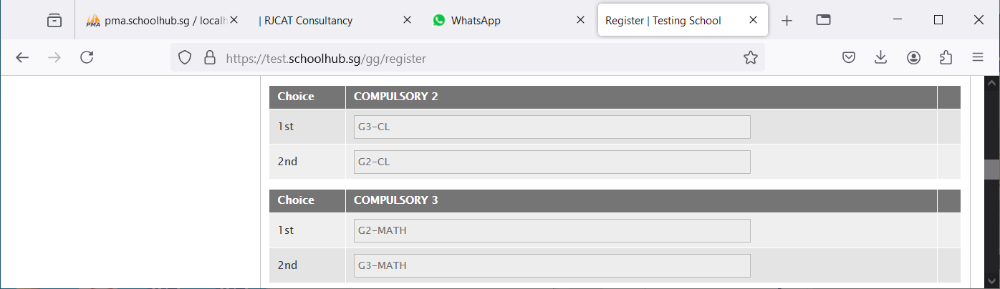 PMA pma.schoolhub.sg / localh
| RJCAT Consultancy
WhatsApp
Register | Testing School
https://test.schoolhub.sg/gg/register
Choice COMPULSORY 2
1st G3-CL
2nd G2-CL
Choice COMPULSORY 3
1st G2-MATH
2nd G3-MATH